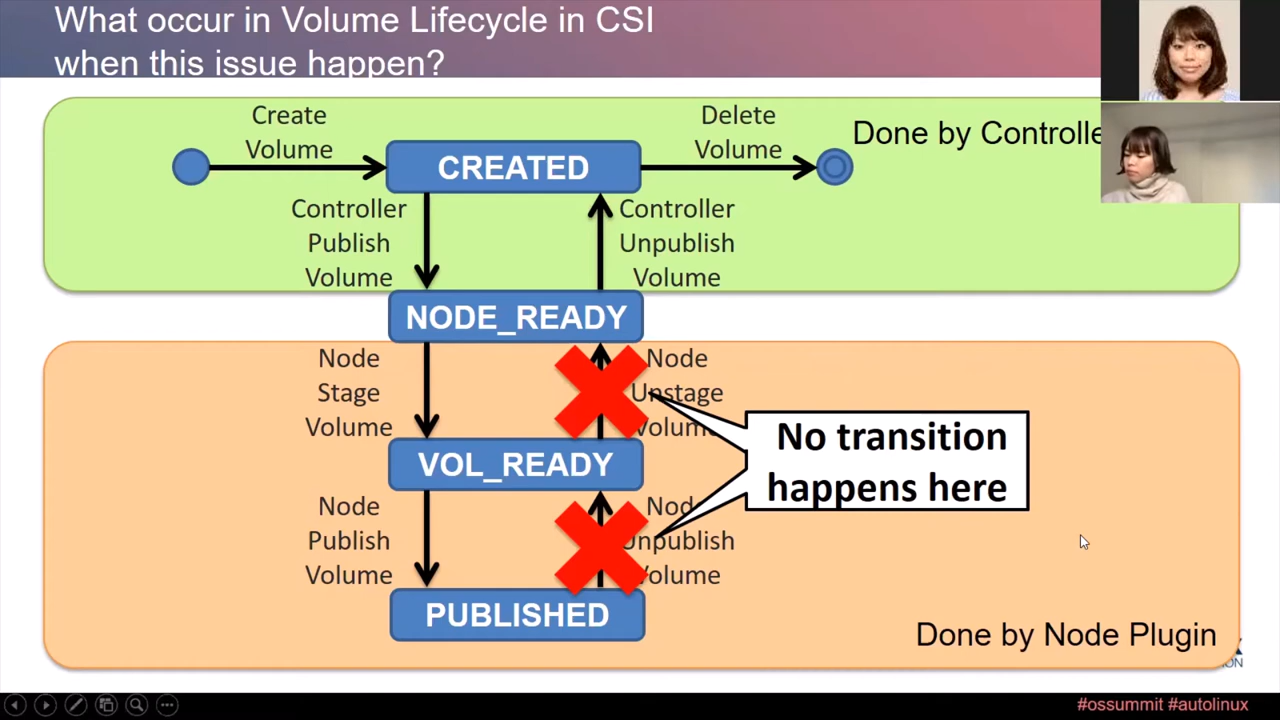 What occur in Volume Lifecycle in CSI
when this issue happen?
Create
Volume
Delete
Volume
Done by Controlle
CREATED
Controller
Publish
Volume
Controller
Unpublish
Volume
NODE_READY
Node
Stage
Volume
Node
Unstage
Volume
No transition
happens here
VOL_READY
Node
Publish
Volume
Node
Unpublish
Volume
PUBLISHED
Done by Node Plugin
#ossummit #autolinux